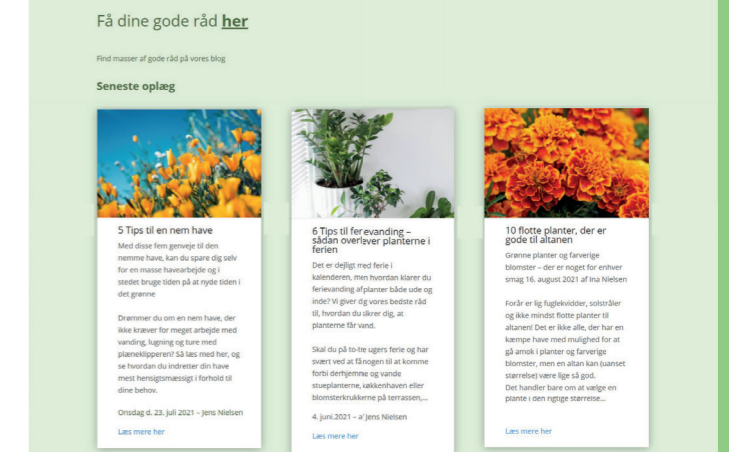 Få dine gode råd her
Find masser af gode råd på vores blog
Seneste oplæg
5 Tips til en nem have
Med disse fem genveje til den
nemme have, kan du spare dig selv
for en masse havearbejde og i
stedet bruge tiden på at nyde tiden i
det grønne
Drømmer du om en nem have, der
ikke kræver for meget arbejde med
vanding, lugning og ture med
plæneklipperen? Så læs med her, og
se hvordan du indretter din have
mest hensigtsmæssigt i forhold til
dine behov.
Onsdag d. 23. juli 2021 – Jens Nielsen
Læs mere her
6 Tips til ferevanding –
sådan overlever planterne i
ferien
Det er dejligt med ferie i
kalenderen, men hvordan klarer du
ferievanding af planter både ude og
inde? Vi giver dig vores bedste råd
til, hvordan du sikrer dig, at
planterne får vand.
Skal du på to-tre ugers ferie og har
svært ved at få nogen til at komme
forbi derhjemme og vande
stueplanterne, køkkenhaven eller
blomsterkrukkerne på terrassen,...
4. juni.2021 – a' Jens Nielsen
Læs mere her
10 flotte planter, der er
gode til altanen
Grønne planter og farverige
blomster – der er noget for enhver
smag 16. august 2021 af Ina Nielsen
Forår er lig fuglekvidder, solstråler
og ikke mindst flotte planter til
altanen! Det er ikke alle, der har en
kæmpe have med mulighed for at
gå amok i planter og farverige
blomster, men en altan kan (uanset
størrelse) være lige så god.
Det handler bare om at vælge en
plante i den rigtige størrelse...
Læs mere her